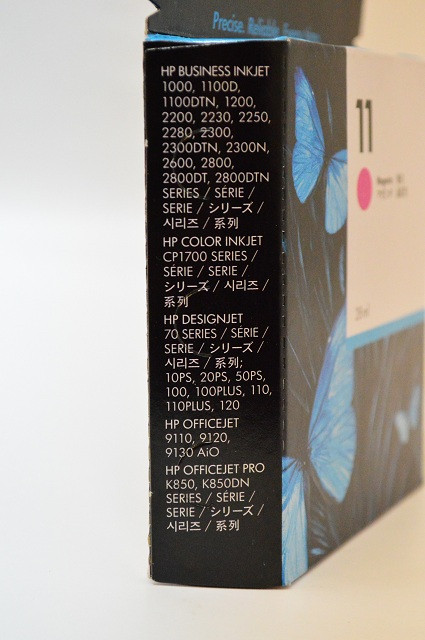 Precise. Reliable.
HP BUSINESS INKJET
1000, 1100D,
1100DTN, 1200,
2200, 2230, 2250,
2280, 2300,
2300DTN, 2300N,
2600, 2800,
2800DT, 2800DTN
SERIES / SÉRIE /
SERIE / シリーズ /
시리즈 / 系列
HP COLOR INKJET
CP1700 SERIES /
SÉRIE / SERIE /
シリーズ / 시리즈 /
系列
HP DESIGNJET
70 SERIES / SÉRIE /
SERIE / シリーズ /
시리즈 / 系列;
10PS, 20PS, 50PS,
100, 100PLUS, 110,
110PLUS, 120
HP OFFICEJET
9110, 9120,
9130 AiO
HP OFFICEJET PRO
K850, K850DN
SERIES / SÉRIE /
SERIE / シリーズ /
시리즈 / 系列
11
Magenta
28 ml